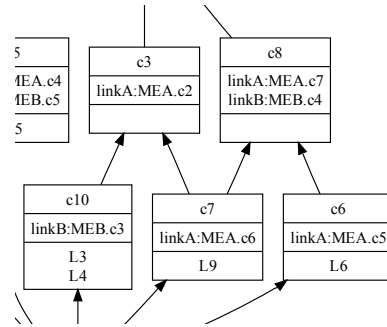 5
MEA.c4
MEB.c5
5
c3
linkA:MEA.c2
c8
linkA:MEA.c7
linkB:MEB.c4
c10
linkB:MEB.c3
L3
L4
c7
linkA:MEA.c6
L9
c6
linkA:MEA.c5
L6